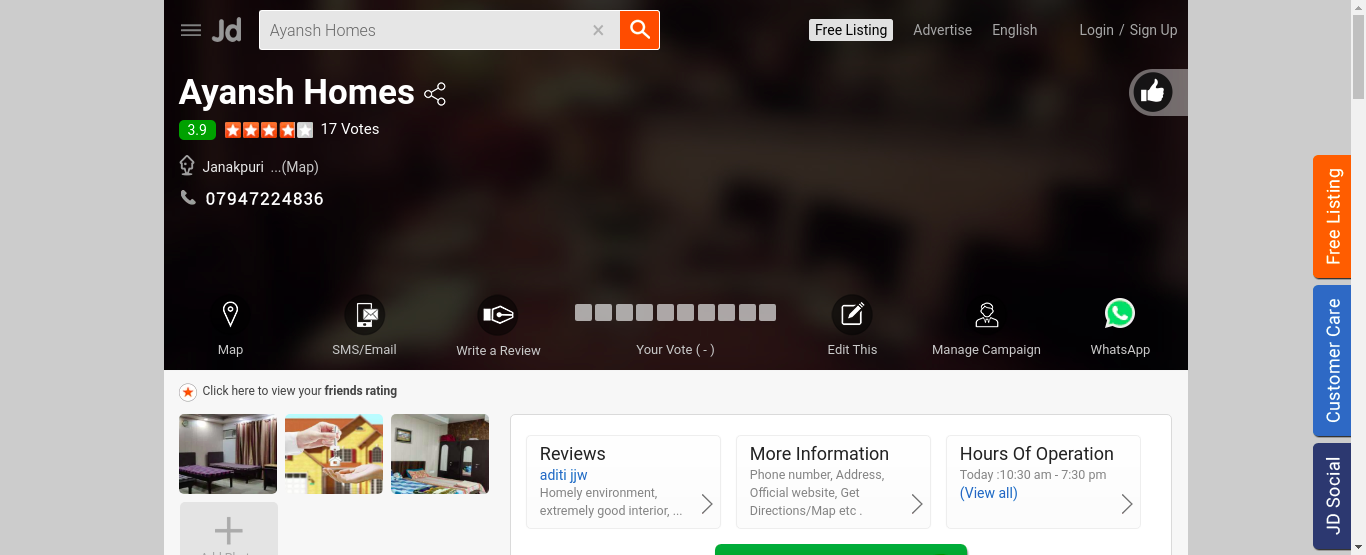 Jd
Ayansh Homes
Free Listing
Advertise
English
Login / Sign Up
Ayansh Homes
3.9
17 Votes
Janakpuri ...(Map)
07947224836
Map
SMS/Email
Write a Review
Your Vote ( - )
Edit This
Manage Campaign
WhatsApp
Click here to view your friends rating
Reviews
aditi jjw
Homely environment,
extremely good interior, ...
More Information
Phone number, Address,
Official website, Get
Directions/Map etc .
Hours Of Operation
Today :10:30 am - 7:30 pm
(View all)
Free Listing
Customer Care
JD Social